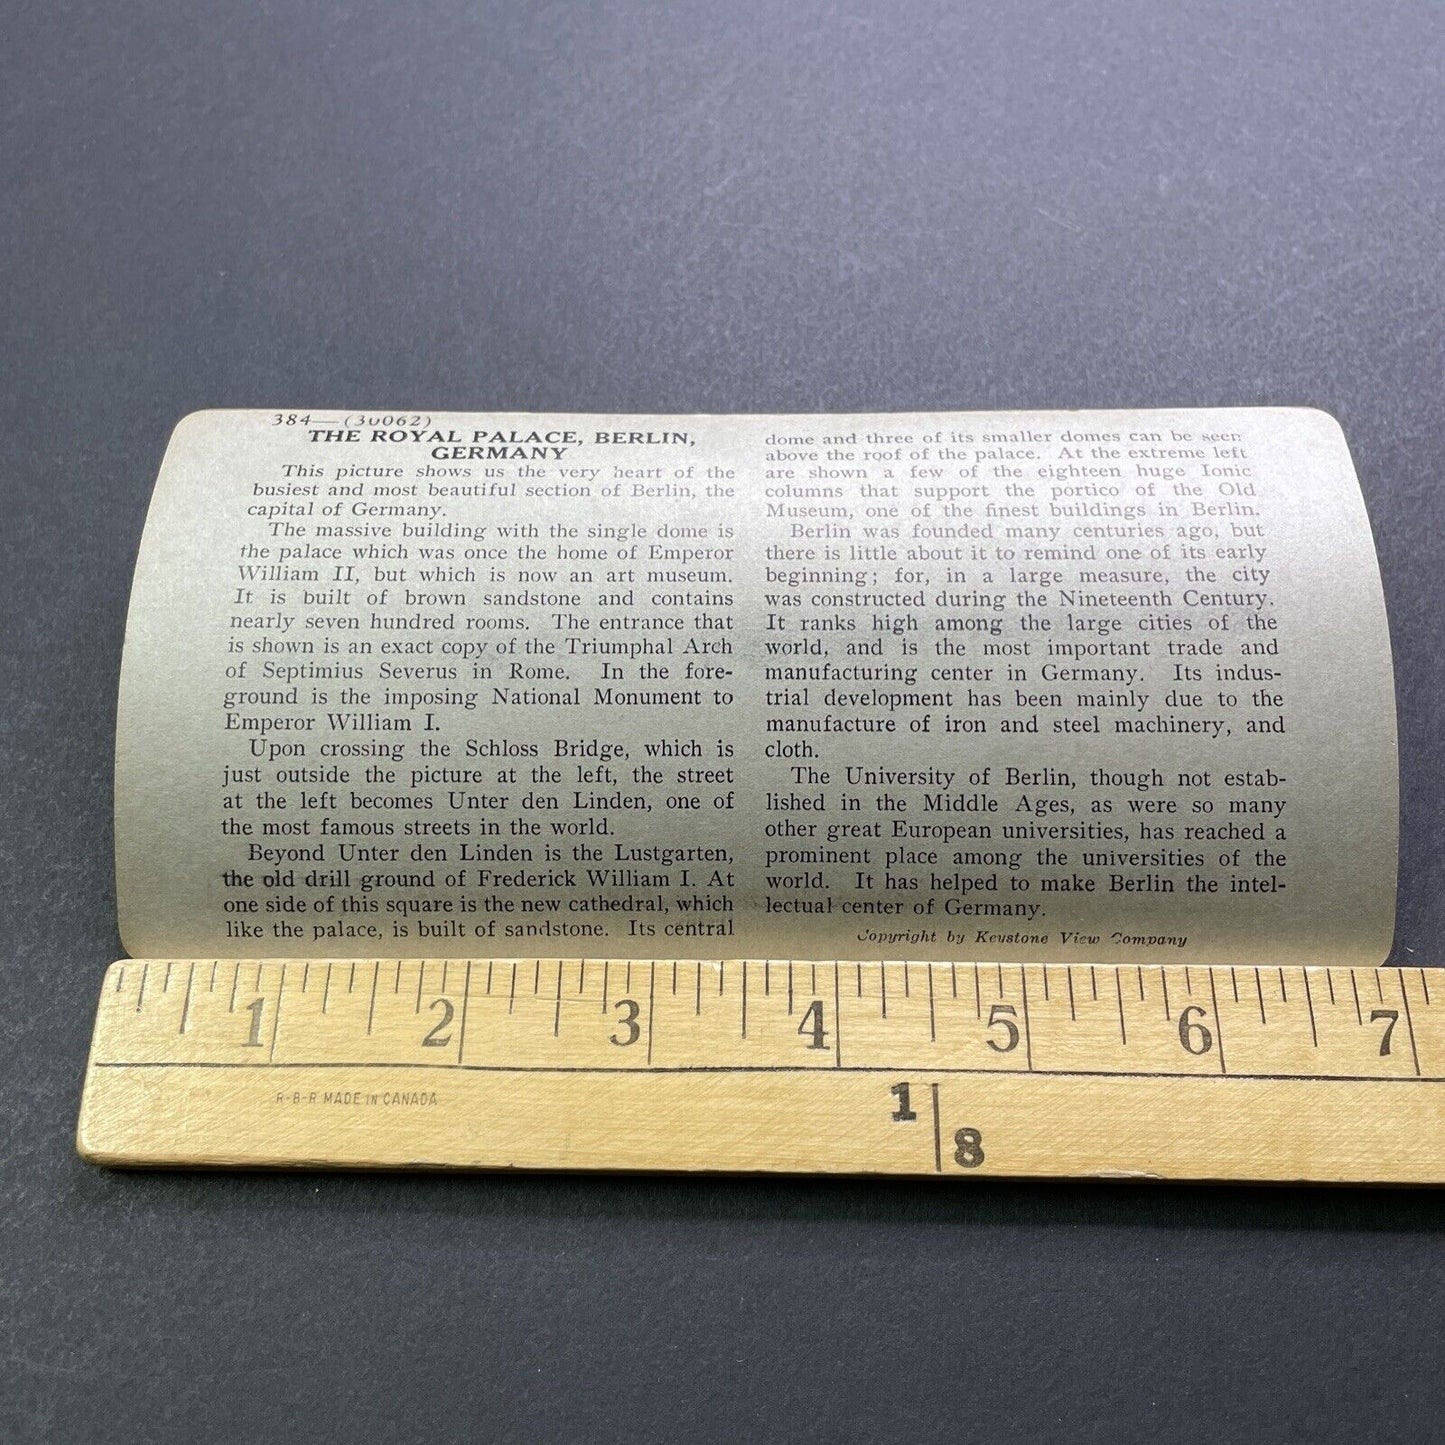 384—(30062)
THE ROYAL PALACE, BERLIN,
GERMANY
This picture shows us the very heart of the
busiest and most beautiful section of Berlin, the
capital of Germany.
The massive building with the single dome is
the palace which was once the home of Emperor
William II, but which is now an art museum.
It is built of brown sandstone and contains
nearly seven hundred rooms. The entrance that
is shown is an exact copy of the Triumphal Arch
of Septimius Severus in Rome. In the fore-
ground is the imposing National Monument to
Emperor William I.
Upon crossing the Schloss Bridge, which is
just outside the picture at the left, the street
at the left becomes Unter den Linden, one of
the most famous streets in the world.
Beyond Unter den Linden is the Lustgarten,
the old drill ground of Frederick William I. At
one side of this square is the new cathedral, which
like the palace, is built of sandstone. Its central
dome and three of its smaller domes can be seen
above the roof of the palace. At the extreme left
are shown a few of the eighteen huge Ionic
columns that support the portico of the Old
Museum, one of the finest buildings in Berlin.
Berlin was founded many centuries ago, but
there is little about it to remind one of its early
beginning; for, in a large measure, the city
was constructed during the Nineteenth Century.
It ranks high among the large cities of the
world, and is the most important trade and
manufacturing center in Germany. Its indus-
trial development has been mainly due to the
manufacture of iron and steel machinery, and
cloth.
The University of Berlin, though not estab-
lished in the Middle Ages, as were so many
other great European universities, has reached a
prominent place among the universities of the
world. It has helped to make Berlin the intel-
lectual center of Germany.
Copyright by Keystone View Company
1 2 3 4 5 6 7
R-B-R MADE IN CANADA
1 8